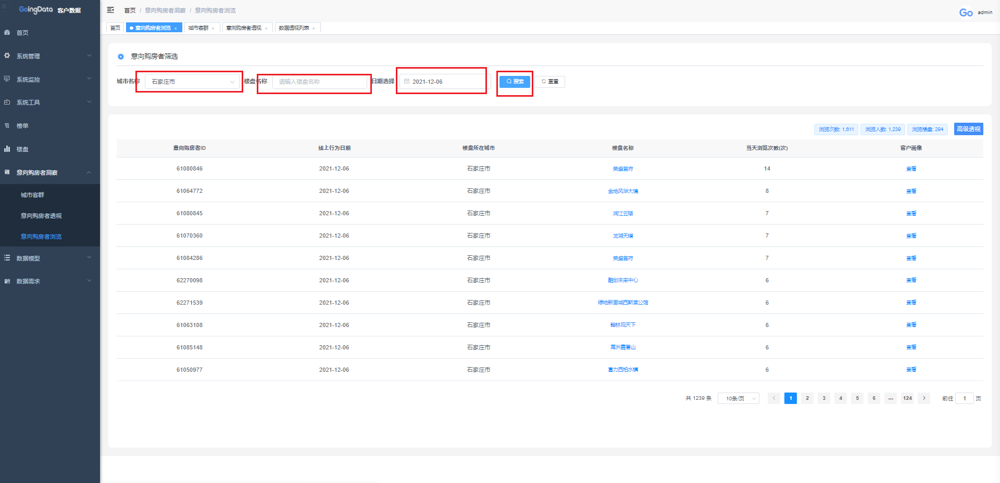 GoingData 客户数据
首页 / 意向购房者洞察 / 意向购房者浏览
Go admin
首页 意向购房者浏览 × 城市客群 × 意向购房者透视 × 数据透视列表 ×
首页
系统管理
系统监控
系统工具
榜单
楼盘
意向购房者洞察
城市客群
意向购房者透视
意向购房者浏览
数据模型
数据需求
意向购房者筛选
城市名称 石家庄市 楼盘名称 请输入楼盘名称 日期选择 2021-12-06 搜索 重置
浏览次数: 1,611 浏览人数: 1,239 浏览楼盘: 294 高级透视
意向购房者ID 线上行为日期 楼盘所在城市 楼盘名称 当天浏览次数(次) 客户画像
61080846 2021-12-06 石家庄市 荣盛首府 14 查看
61064772 2021-12-06 石家庄市 金地风华大境 8 查看
61080845 2021-12-06 石家庄市 润江云璟 7 查看
61070360 2021-12-06 石家庄市 龙湖天璞 7 查看
61084286 2021-12-06 石家庄市 荣盛首府 7 查看
62270098 2021-12-06 石家庄市 融创未来中心 6 查看
62271539 2021-12-06 石家庄市 绿地新里城西斯莱公馆 6 查看
61063108 2021-12-06 石家庄市 翰林观天下 6 查看
61085148 2021-12-06 石家庄市 禹洲嘉誉山 6 查看
61050977 2021-12-06 石家庄市 富力西柏水镇 6 查看
共 1239 条 10条/页 < 1 2 3 4 5 6 ... 124 > 前往 1 页